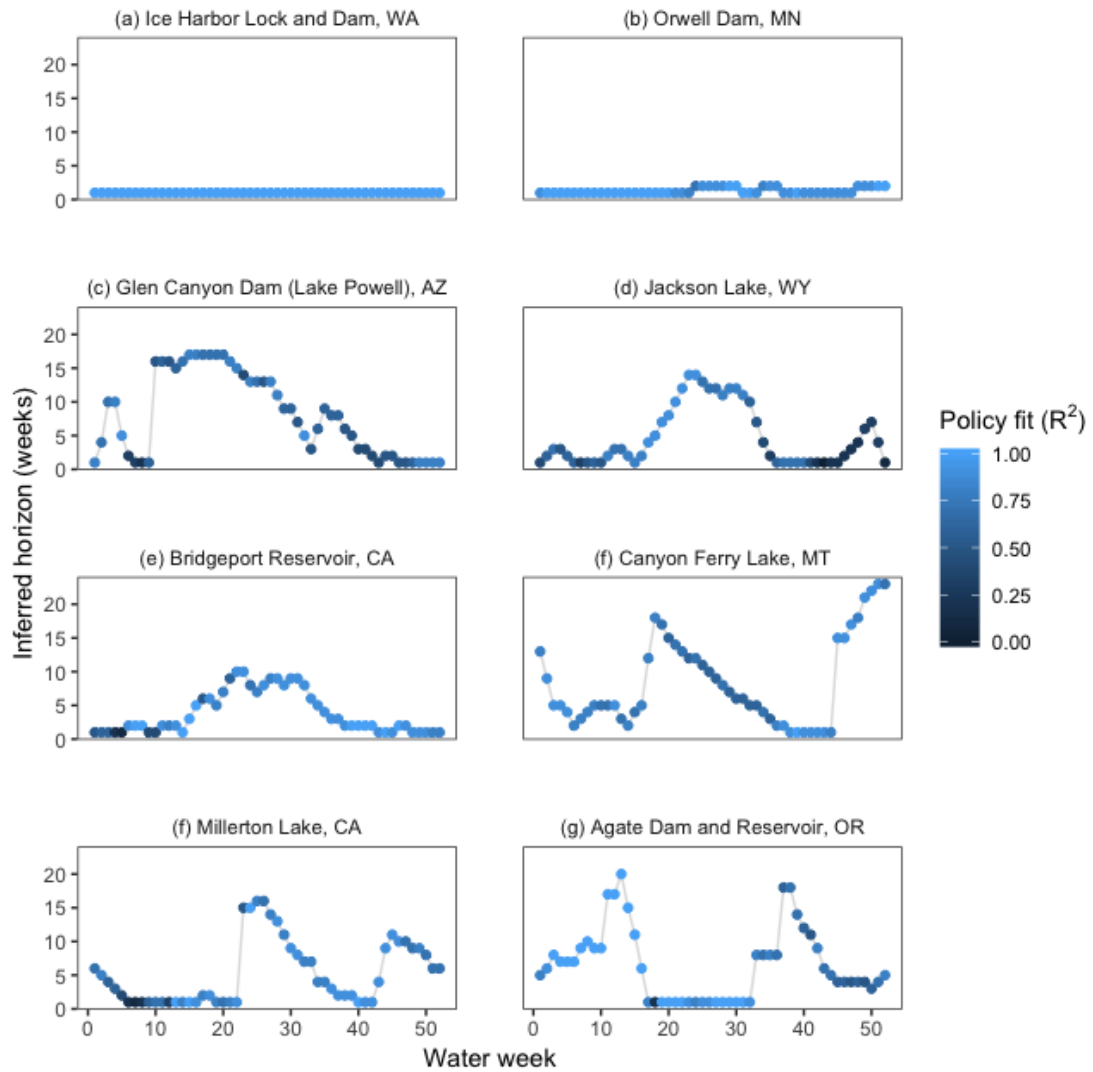 (a) Ice Harbor Lock and Dam, WA
(b) Orwell Dam, MN
20
15
10
5
0
(c) Glen Canyon Dam (Lake Powell), AZ
(d) Jackson Lake, WY
20
15
10
5
0
Inferred horizon (weeks)
Policy fit (R²)
1.00
0.75
0.50
0.25
0.00
(e) Bridgeport Reservoir, CA
(f) Canyon Ferry Lake, MT
20
15
10
5
0
(f) Millerton Lake, CA
(g) Agate Dam and Reservoir, OR
20
15
10
5
0
0 10 20 30 40 50
0 10 20 30 40 50
Water week